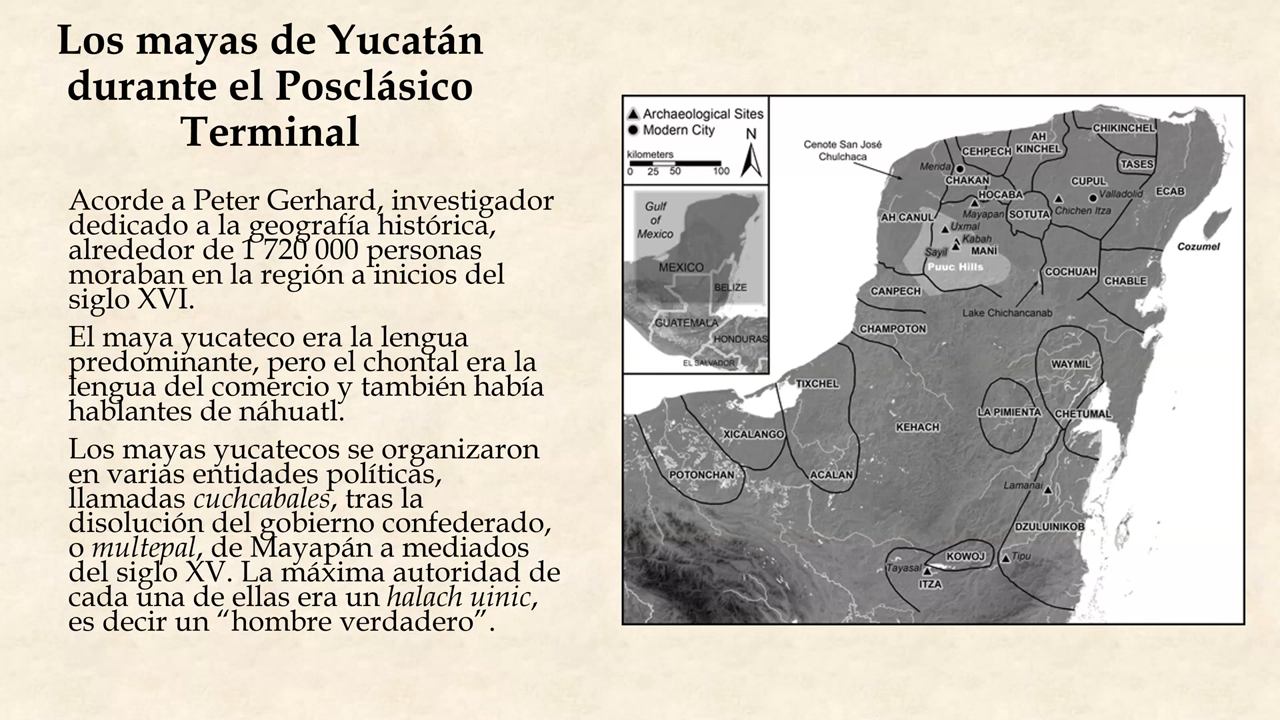 Los mayas de Yucatán
durante el Posclásico
Terminal
Acorde a Peter Gerhard, investigador
dedicado a la geografía histórica,
alrededor de 1 720 000 personas
moraban en la región a inicios del
siglo XVI.
El maya yucateco era la lengua
predominante, pero el chontal era la
lengua del comercio y también había
hablantes de náhuatl.
Los mayas yucatecos se organizaron
en varias entidades políticas,
llamadas cuchcabales, tras la
disolución del gobierno confederado,
o multepal, de Mayapán a mediados
del siglo XV. La máxima autoridad de
cada una de ellas era un halach uinic,
es decir un “hombre verdadero”.
Archaeological Sites
Modern City
N
kilometers
0 25 50 100
Gulf
of
Mexico
MEXICO
BELIZE
GUATEMALA
HONDURAS
EL SALVADOR
Cenote San José
Chulchaca
CHIKINCHEL
AH
KINCHEL
CEHPECH
TASES
Merida
CHAKAN
CUPUL
HOCABA
Valladolid
ECAB
Mayapan
SOTUTA
Chichen Itza
AH CANUL
Uxmal
Kabah
Sayil
MANÍ
Cozumel
Puuc Hills
COCHUAH
CHABLE
CANPECH
Lake Chichancanab
CHAMPOTON
WAYMIL
TIXCHEL
LA PIMIENTA
CHETUMAL
KEHACH
XICALANGO
POTONCHAN
ACALAN
Lamanai
DZULUINIKOB
KOWOJ
Tipu
Tayasal
ITZA